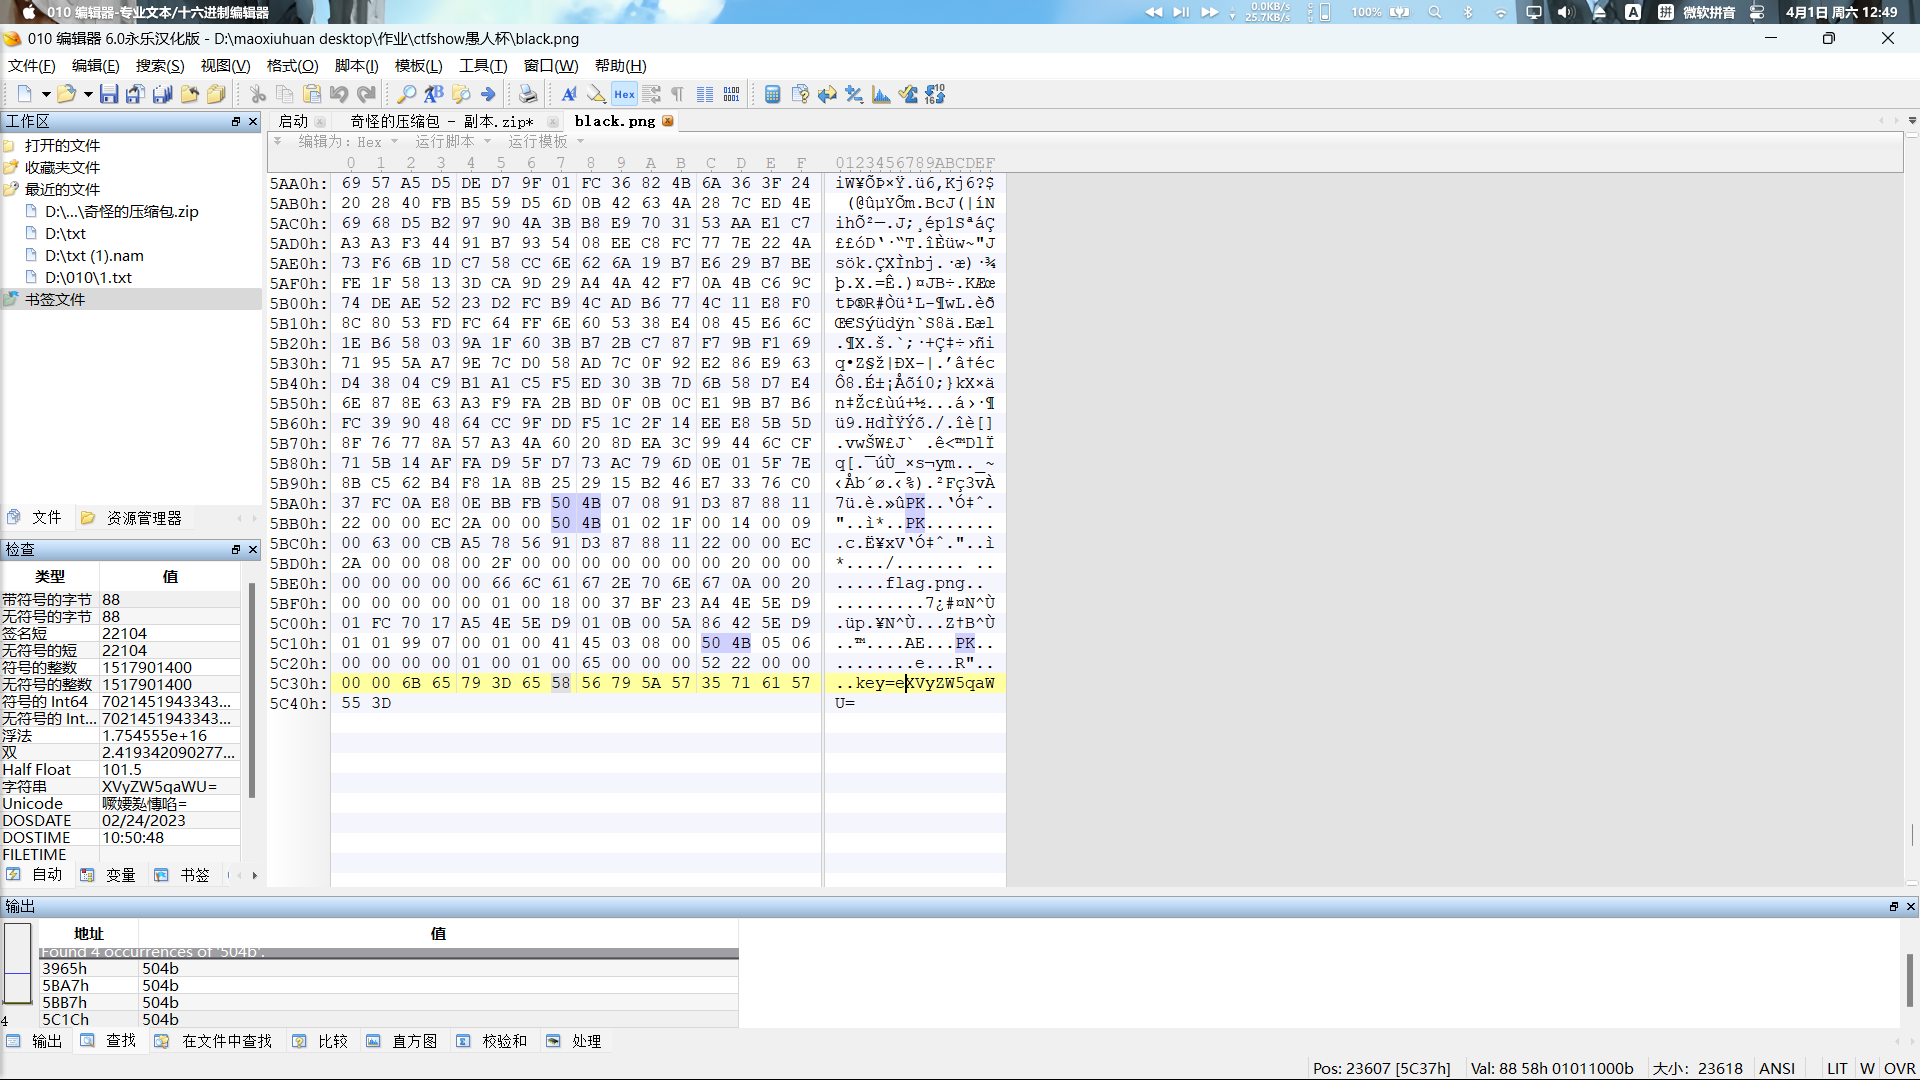 010 编辑器-专业文本/十六进制编辑器
0.0KB/s
25.7KB/s
100%
微软拼音
4月1日 周六 12:49
010 编辑器 6.0永乐汉化版 - D:\maoxiuhuan desktop\作业\ctfshow愚人杯\black.png
文件(F) 编辑(E) 搜索(S) 视图(V) 格式(O) 脚本(I) 模板(L) 工具(T) 窗口(W) 帮助(H)
工作区
启动 奇怪的压缩包 - 副本.zip* black.png
编辑为: Hex 运行脚本 运行模板
打开的文件
收藏夹文件
最近的文件
D:\...\奇怪的压缩包.zip
D:\txt
D:\txt (1).nam
D:\010\1.txt
书签文件
文件 资源管理器
0 1 2 3 4 5 6 7 8 9 A B C D E F 0123456789ABCDEF
5AA0h: 69 57 A5 D5 DE D7 9F 01 FC 36 82 4B 6A 36 3F 24 iW¥ÕÞ×Ÿ.ü6‚Kj6?$
5AB0h: 20 28 40 FB B5 59 D5 6D 0B 42 63 4A 28 7C ED 4E (@ûµYÕm.BcJ(|íN
5AC0h: 69 68 D5 B2 97 90 4A 3B B8 E9 70 31 53 AA E1 C7 ihÕ²—.J;¸ép1SªáÇ
5AD0h: A3 A3 F3 44 91 B7 93 54 08 EE C8 FC 77 7E 22 4A ££óD‘·“T.îÈüw~"J
5AE0h: 73 F6 6B 1D C7 58 CC 6E 62 6A 19 B7 E6 29 B7 BE sök.ÇXÌnbj.·æ)·¾
5AF0h: FE 1F 58 13 3D CA 9D 29 A4 4A 42 F7 0A 4B C6 9C þ.X.=Ê.)¤JB÷.KÆœ
5B00h: 74 DE AE 52 23 D2 FC B9 4C AD B6 77 4C 11 E8 F0 tÞ®R#Òü¹L-¶wL.èð
5B10h: 8C 80 53 FD FC 64 FF 6E 60 53 38 E4 08 45 E6 6C Œ€Sýüdÿn`S8ä.Eæl
5B20h: 1E B6 58 03 9A 1F 60 3B B7 2B C7 87 F7 9B F1 69 .¶X.š.`;·+Ç‡÷›ñi
5B30h: 71 95 5A A7 9E 7C D0 58 AD 7C 0F 92 E2 86 E9 63 q•Z§ž|ÐX-|.’â†éc
5B40h: D4 38 04 C9 B1 A1 C5 F5 ED 30 3B 7D 6B 58 D7 E4 Ô8.É±¡Åõí0;}kX×ä
5B50h: 6E 87 8E 63 A3 F9 FA 2B BD 0F 0B 0C E1 9B B7 B6 n‡Žc£ùú+½...á›·¶
5B60h: FC 39 90 48 64 CC 9F DD F5 1C 2F 14 EE E8 5B 5D ü9.HdÌŸÝõ./.îè[]
5B70h: 8F 76 77 8A 57 A3 4A 60 20 8D EA 3C 99 44 6C CF .vwŠW£J` .ê<™DlÏ
5B80h: 71 5B 14 AF FA D9 5F D7 73 AC 79 6D 0E 01 5F 7E q[.¯úÙ_×s¬ym.._~
5B90h: 8B C5 62 B4 F8 1A 8B 25 29 15 B2 46 E7 33 76 C0 ‹Åb´ø.‹%).²Fç3vÀ
5BA0h: 37 FC 0A E8 0E BB FB 50 4B 07 08 91 D3 87 88 11 7ü.è.»ûPK..‘Ó‡ˆ.
5BB0h: 22 00 00 EC 2A 00 00 50 4B 01 02 1F 00 14 00 09 "..ì*..PK.......
5BC0h: 00 63 00 CB A5 78 56 91 D3 87 88 11 22 00 00 EC .c.Ë¥xV‘Ó‡ˆ."..ì
5BD0h: 2A 00 00 08 00 2F 00 00 00 00 00 00 00 20 00 00 *..../....... ..
5BE0h: 00 00 00 00 00 66 6C 61 67 2E 70 6E 67 0A 00 20 .....flag.png..
5BF0h: 00 00 00 00 00 01 00 18 00 37 BF 23 A4 4E 5E D9 .........7¿#¤N^Ù
5C00h: 01 FC 70 17 A5 4E 5E D9 01 0B 00 5A 86 42 5E D9 .üp.¥N^Ù...Z†B^Ù
5C10h: 01 01 99 07 00 01 00 41 45 03 08 00 50 4B 05 06 ..™....AE...PK..
5C20h: 00 00 00 00 01 00 01 00 65 00 00 00 52 22 00 00 ........e...R"..
5C30h: 00 00 6B 65 79 3D 65 58 56 79 5A 57 35 71 61 57 ..key=eXVyZW5qaW
5C40h: 55 3D U=
检查
类型 值
带符号的字节 88
无符号的字节 88
签名短 22104
无符号的短 22104
符号的整数 1517901400
无符号的整数 1517901400
符号的 Int64 7021451943343...
无符号的 Int... 7021451943343...
浮法 1.754555e+16
双 2.419342090277...
Half Float 101.5
字符串 XVyZW5qaWU=
Unicode
DOSDATE 02/24/2023
DOSTIME 10:50:48
FILETIME
自动 变量 书签
输出
地址 值
Found 4 occurrences of '504b'.
3965h 504b
5BA7h 504b
5BB7h 504b
5C1Ch 504b
4
输出 查找 在文件中查找 比较 直方图 校验和 处理
Pos: 23607 [5C37h] Val: 88 58h 01011000b 大小: 23618 ANSI LIT W OVR